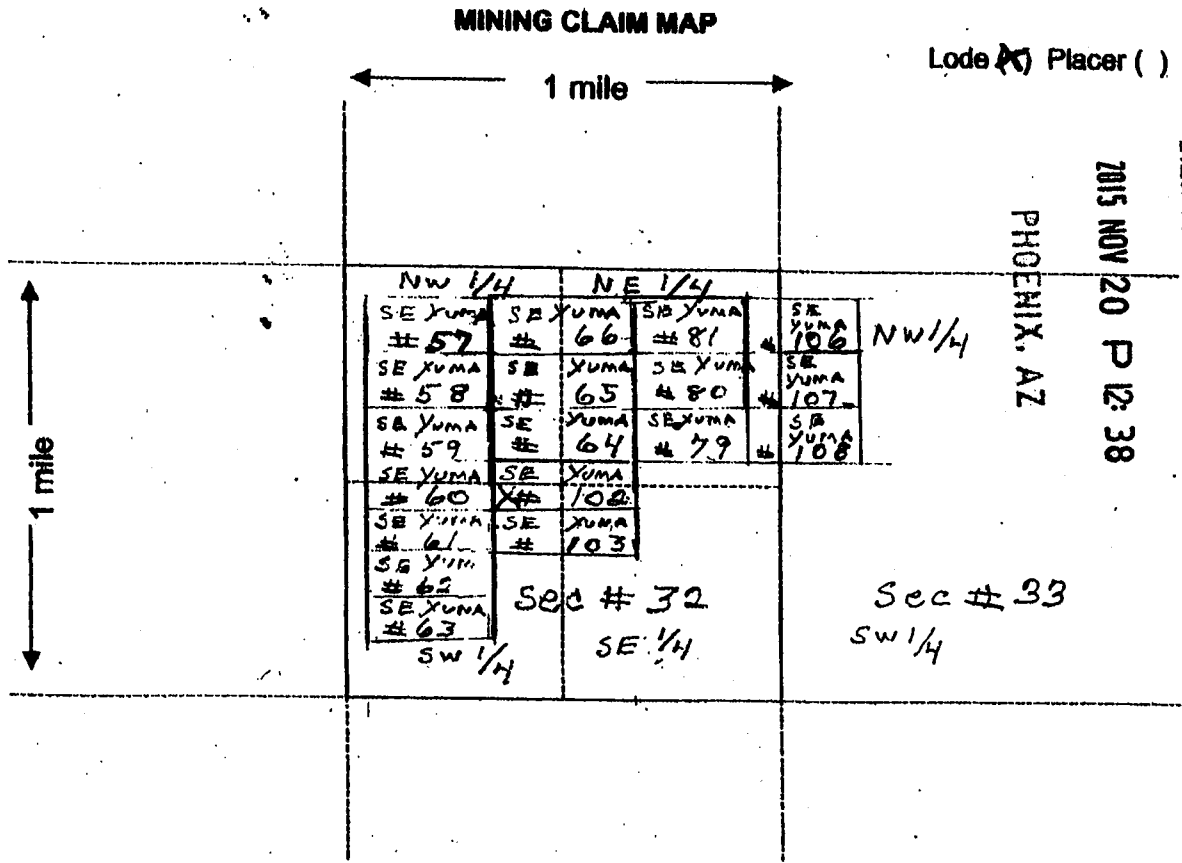 MINING CLAIM MAP
Lode (X) Placer ( )
1 mile
2015 NOV 20 P 12:38
PHOENIX, AZ
1 mile
NW 1/4
NE 1/4
NW 1/4
SE YUMA
# 57
SE YUMA
# 66
SE YUMA
# 81
SE
YUMA
# 106
SE YUMA
# 58
SE YUMA
# 65
SE YUMA
# 80
SE
YUMA
# 107
SE YUMA
# 59
SE YUMA
# 64
SE YUMA
# 79
SE
YUMA
# 108
SE YUMA
# 60
SE YUMA
X# 102
SE YUMA
# 61
SE YUMA
# 103
SE YUM
# 62
SE YUMA
# 63
Sec # 32
Sec # 33
SW 1/4
SE 1/4
SW 1/4